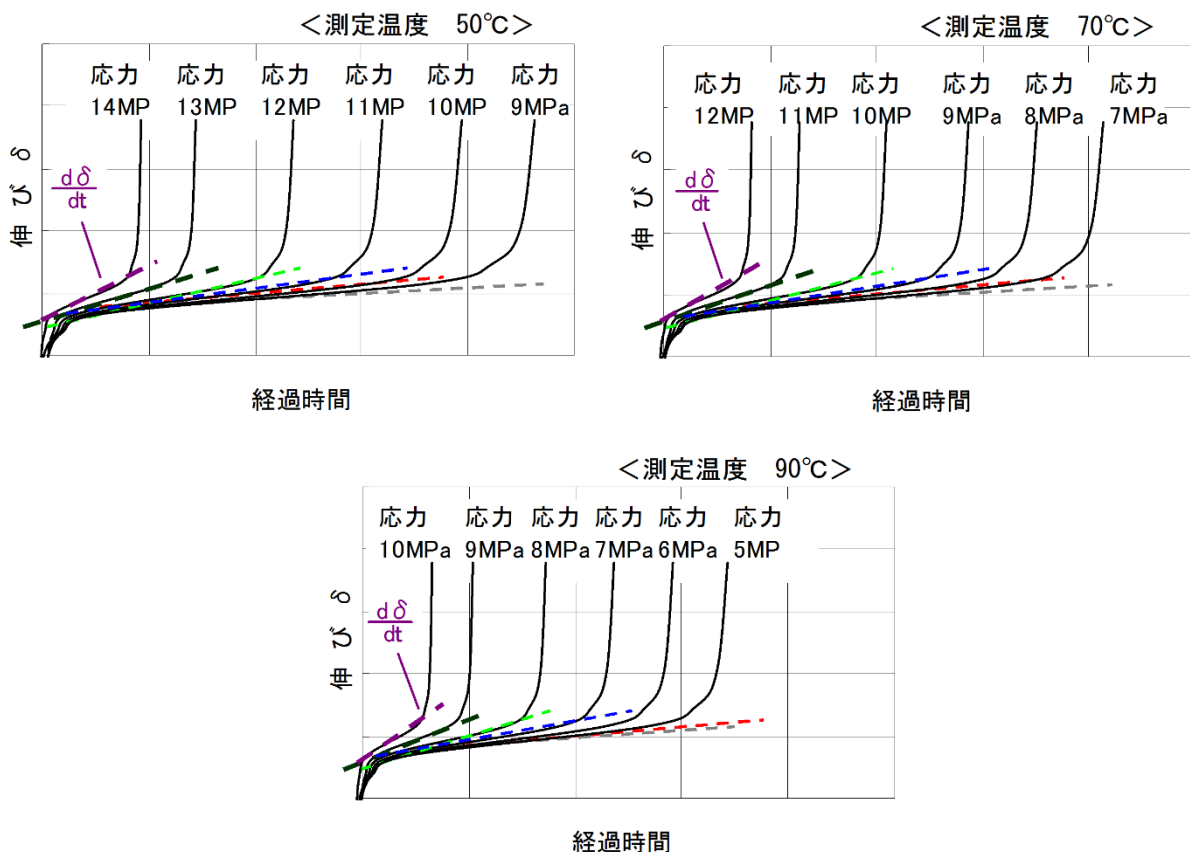 ＜測定温度 50℃＞
応力 応力 応力 応力 応力 応力
14MP 13MP 12MP 11MP 10MP 9MPa
伸び δ
dδ
dt
経過時間
＜測定温度 70℃＞
応力 応力 応力 応力 応力 応力
12MP 11MP 10MP 9MPa 8MPa 7MPa
伸び δ
dδ
dt
経過時間
＜測定温度 90℃＞
応力 応力 応力 応力 応力 応力
10MPa 9MPa 8MPa 7MPa 6MPa 5MP
伸び δ
dδ
dt
経過時間